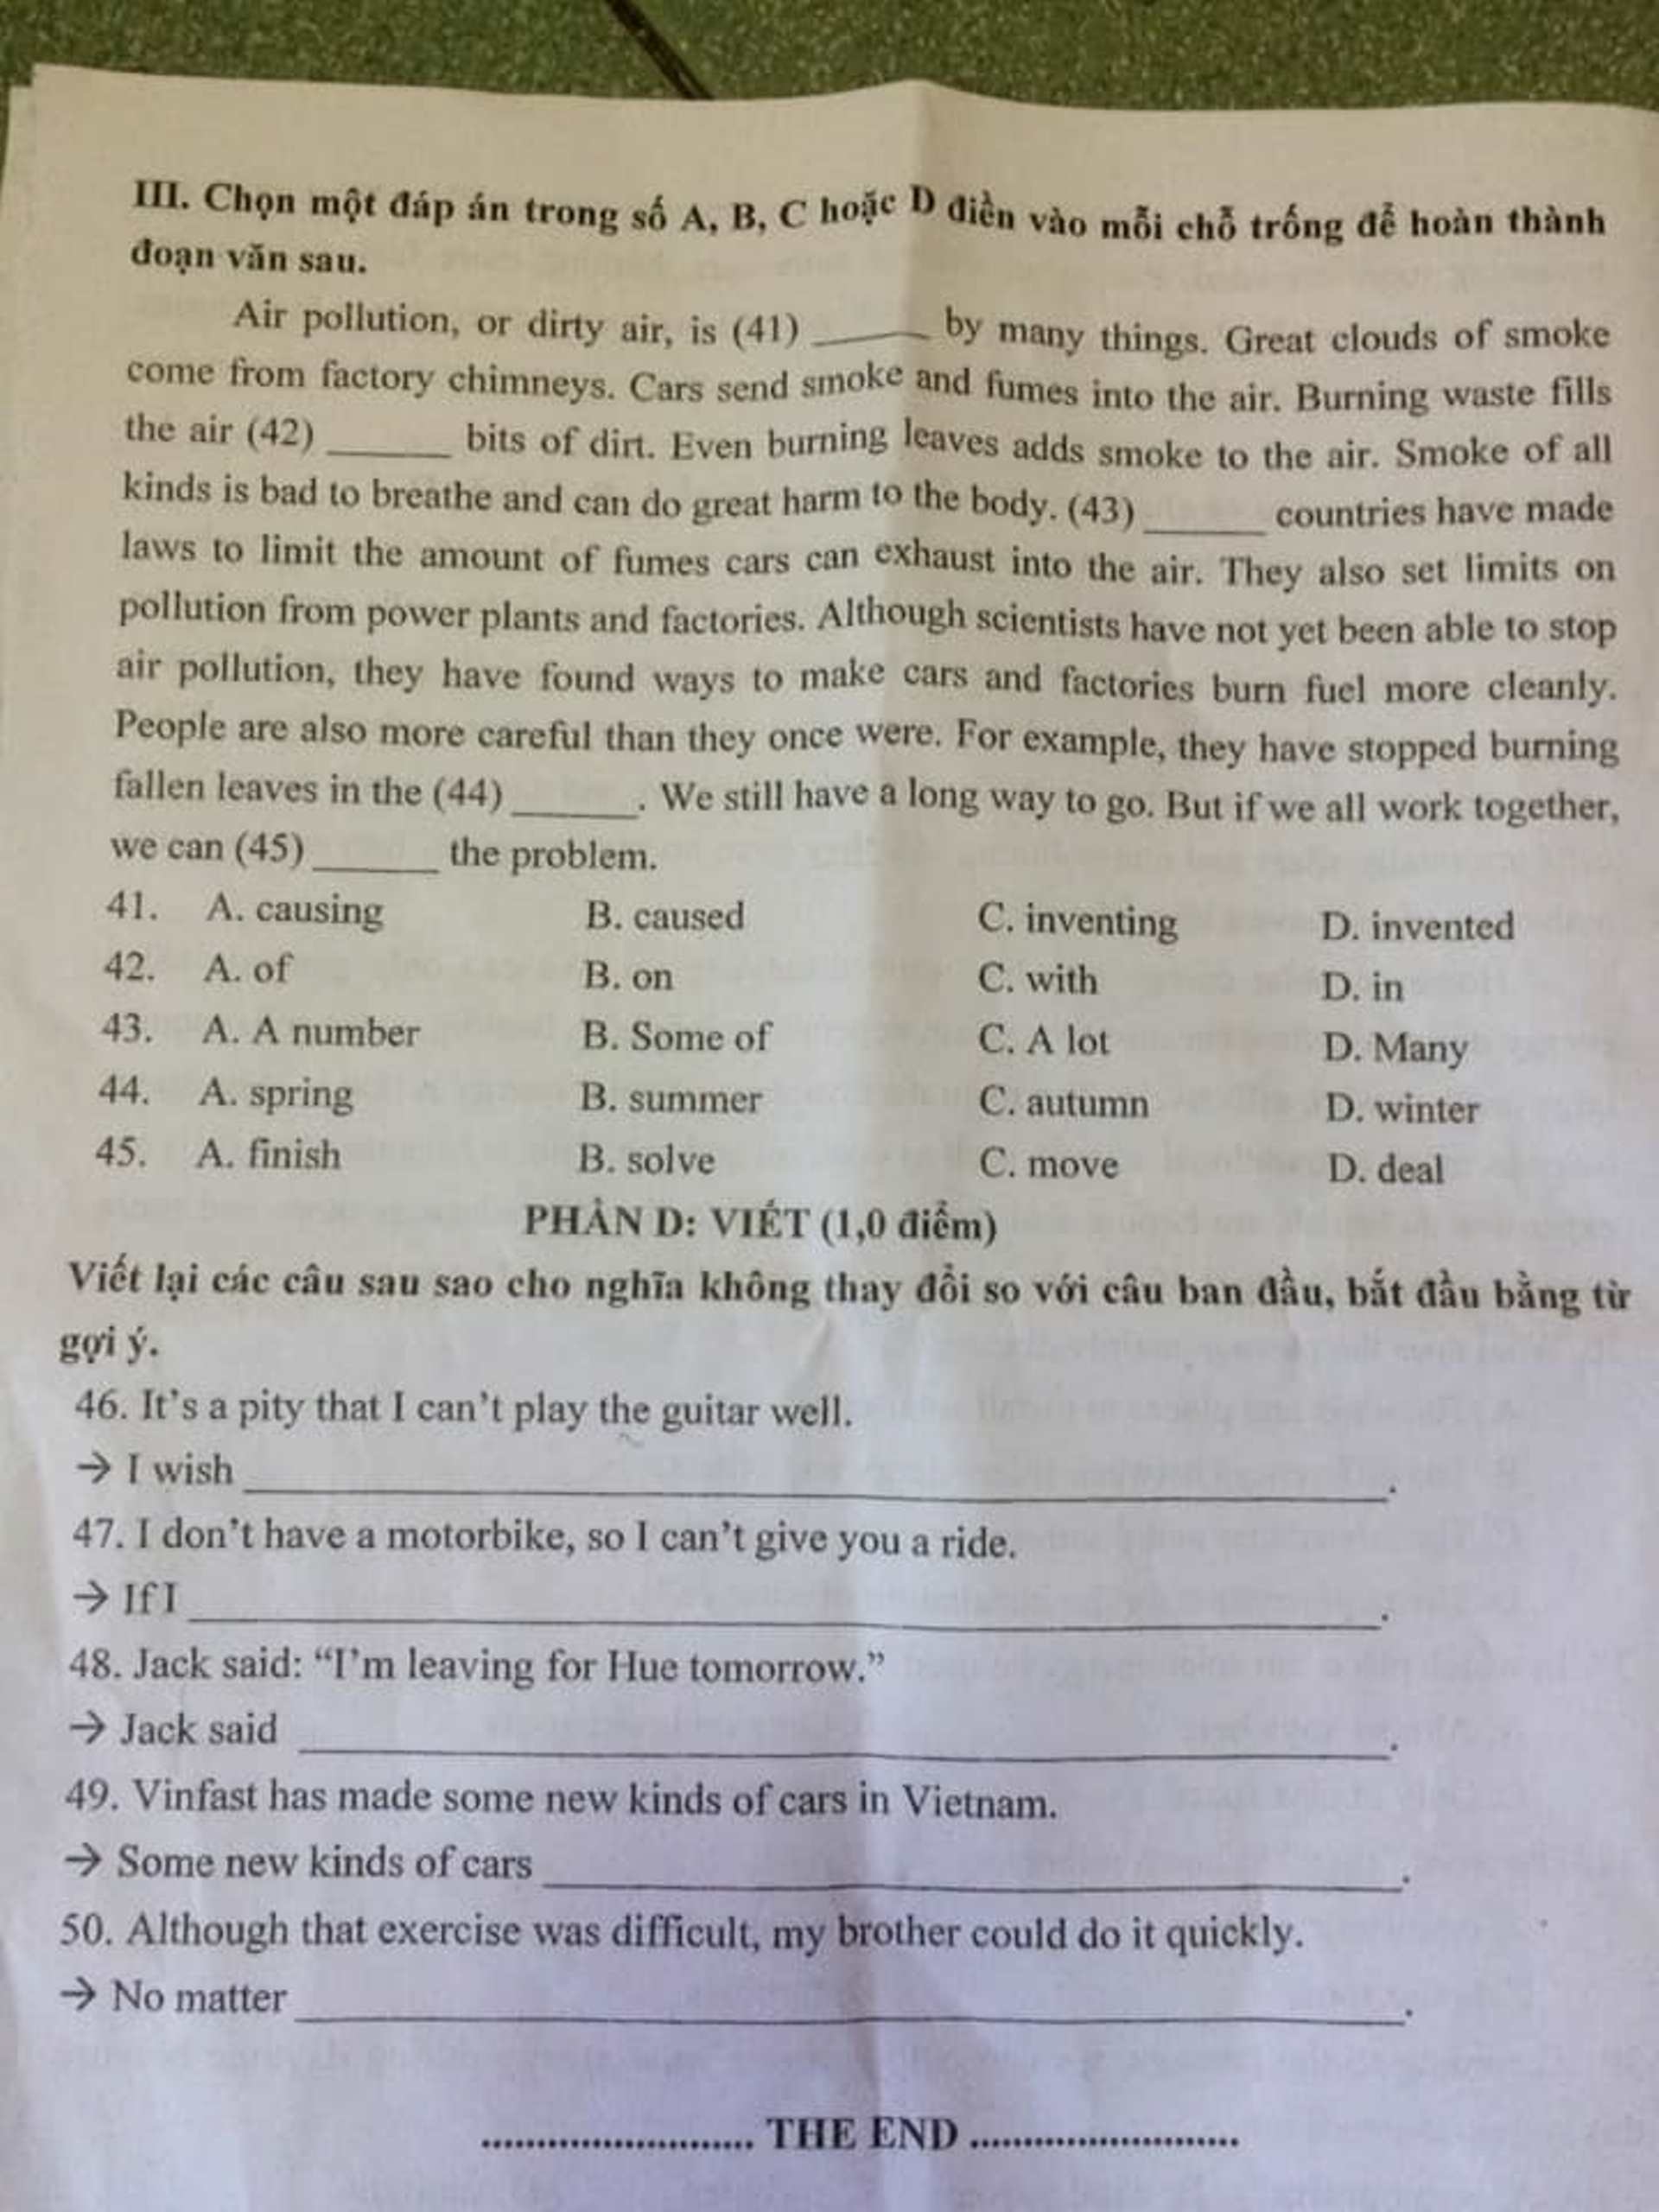 III. Chọn một đáp án trong số A, B, C hoặc D điền vào mỗi chỗ trống để hoàn thành
đoạn văn sau.
Air pollution, or dirty air, is (41) ______ by many things. Great clouds of smoke
come from factory chimneys. Cars send smoke and fumes into the air. Burning waste fills
the air (42) ______ bits of dirt. Even burning leaves adds smoke to the air. Smoke of all
kinds is bad to breathe and can do great harm to the body. (43) ______ countries have made
laws to limit the amount of fumes cars can exhaust into the air. They also set limits on
pollution from power plants and factories. Although scientists have not yet been able to stop
air pollution, they have found ways to make cars and factories burn fuel more cleanly.
People are also more careful than they once were. For example, they have stopped burning
fallen leaves in the (44) ______. We still have a long way to go. But if we all work together,
we can (45) ______ the problem.
41. A. causing B. caused C. inventing D. invented
42. A. of B. on C. with D. in
43. A. A number B. Some of C. A lot D. Many
44. A. spring B. summer C. autumn D. winter
45. A. finish B. solve C. move D. deal
PHẦN D: VIẾT (1,0 điểm)
Viết lại các câu sau sao cho nghĩa không thay đổi so với câu ban đầu, bắt đầu bằng từ
gợi ý.
46. It's a pity that I can't play the guitar well.
→ I wish ______.
47. I don't have a motorbike, so I can't give you a ride.
→ If I ______.
48. Jack said: “I'm leaving for Hue tomorrow.”
→ Jack said ______.
49. Vinfast has made some new kinds of cars in Vietnam.
→ Some new kinds of cars ______.
50. Although that exercise was difficult, my brother could do it quickly.
→ No matter ______.
......................... THE END .........................